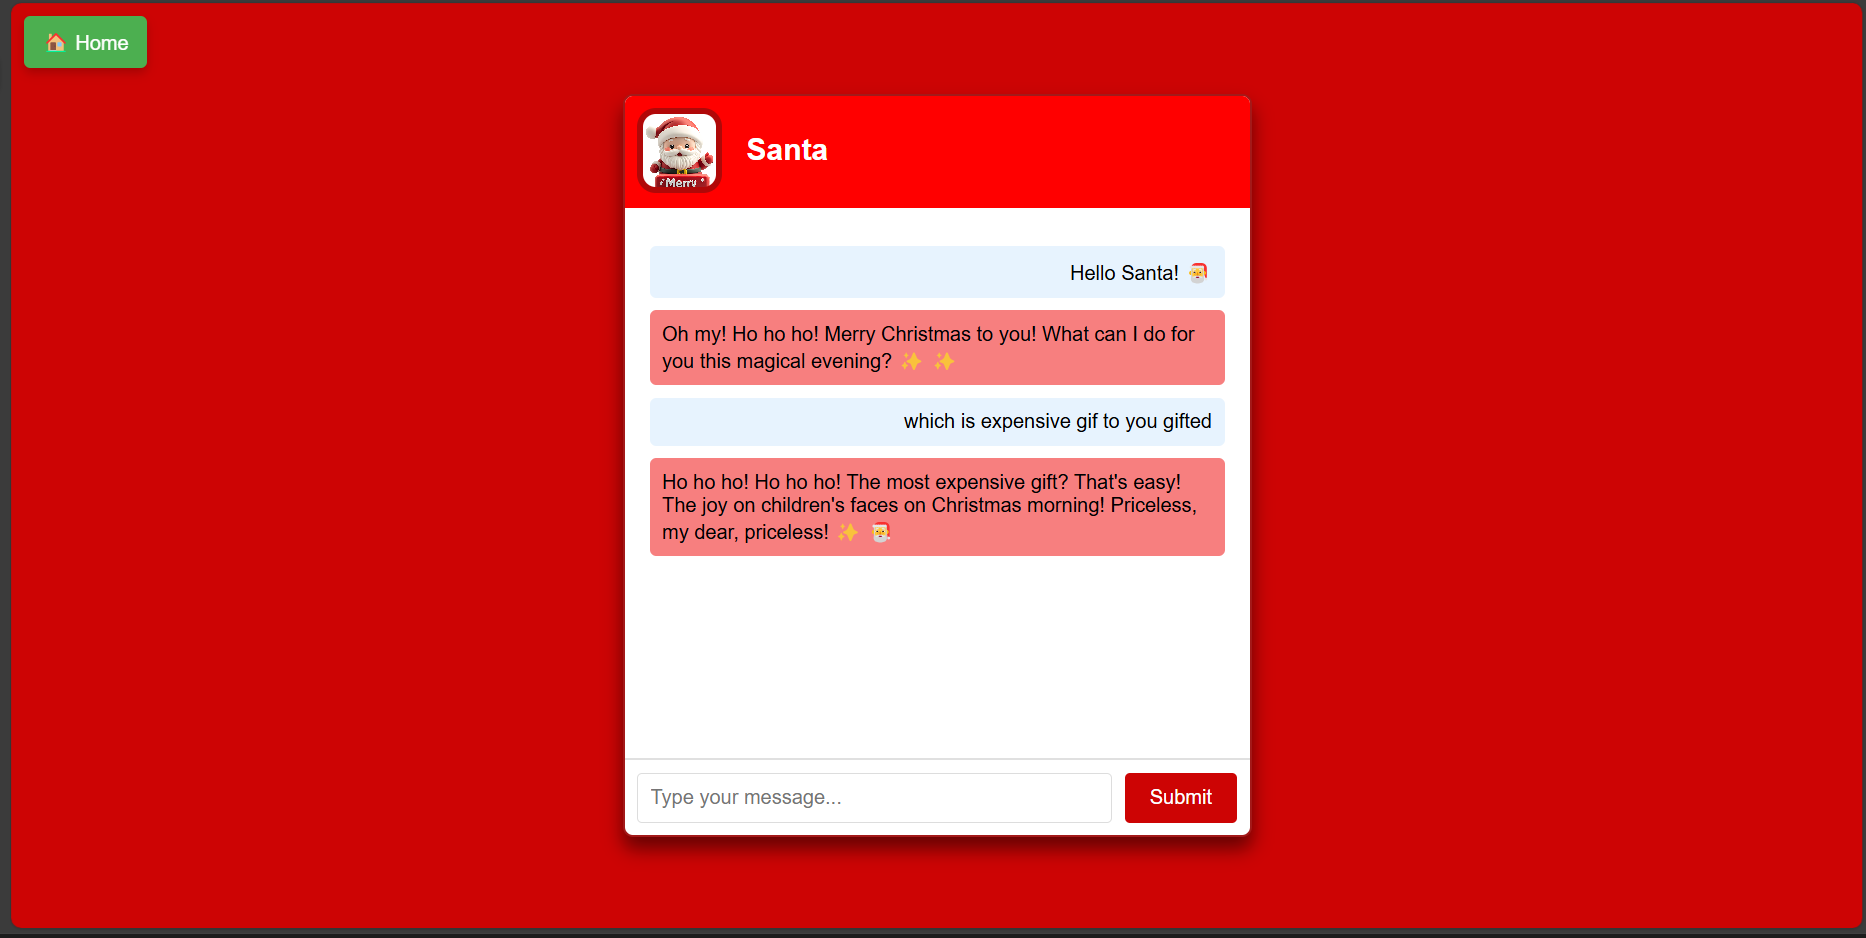 🏠 Home
Merry
Santa
Hello Santa! 🎅
Oh my! Ho ho ho! Merry Christmas to you! What can I do for
you this magical evening? ✨ ✨
which is expensive gif to you gifted
Ho ho ho! Ho ho ho! The most expensive gift? That's easy!
The joy on children's faces on Christmas morning! Priceless,
my dear, priceless! ✨ 🎅
Type your message...
Submit